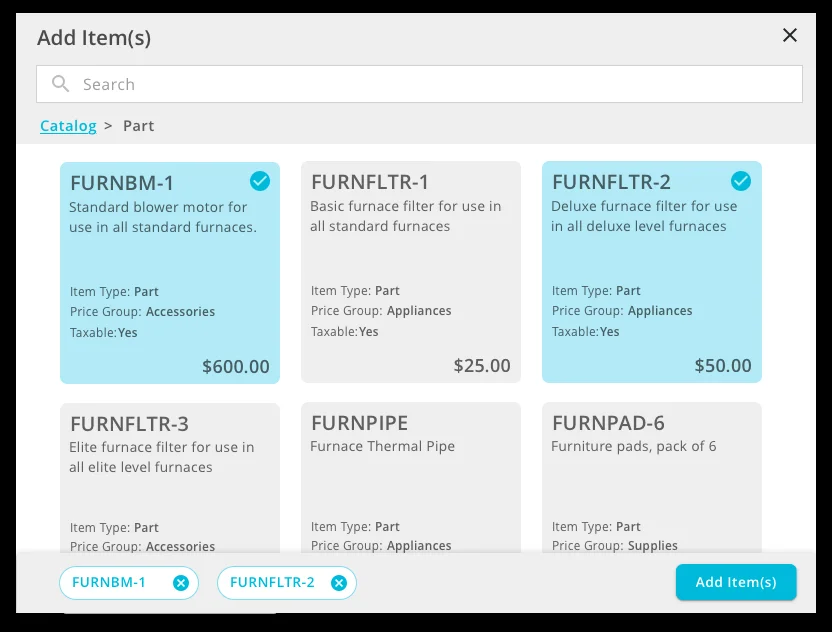 Add Item(s)
Search
Catalog > Part
FURNBM-1
Standard blower motor for
use in all standard furnaces.
Item Type: Part
Price Group: Accessories
Taxable:Yes
$600.00
FURNFLTR-1
Basic furnace filter for use in
all standard furnaces
Item Type: Part
Price Group: Appliances
Taxable:Yes
$25.00
FURNFLTR-2
Deluxe furnace filter for use
in all deluxe level furnaces
Item Type: Part
Price Group: Appliances
Taxable:Yes
$50.00
FURNFLTR-3
Elite furnace filter for use in
all elite level furnaces
Item Type: Part
Price Group: Accessories
FURNPIPE
Furnace Thermal Pipe
Item Type: Part
Price Group: Appliances
FURNPAD-6
Furniture pads, pack of 6
Item Type: Part
Price Group: Supplies
FURNBM-1
FURNFLTR-2
Add Item(s)